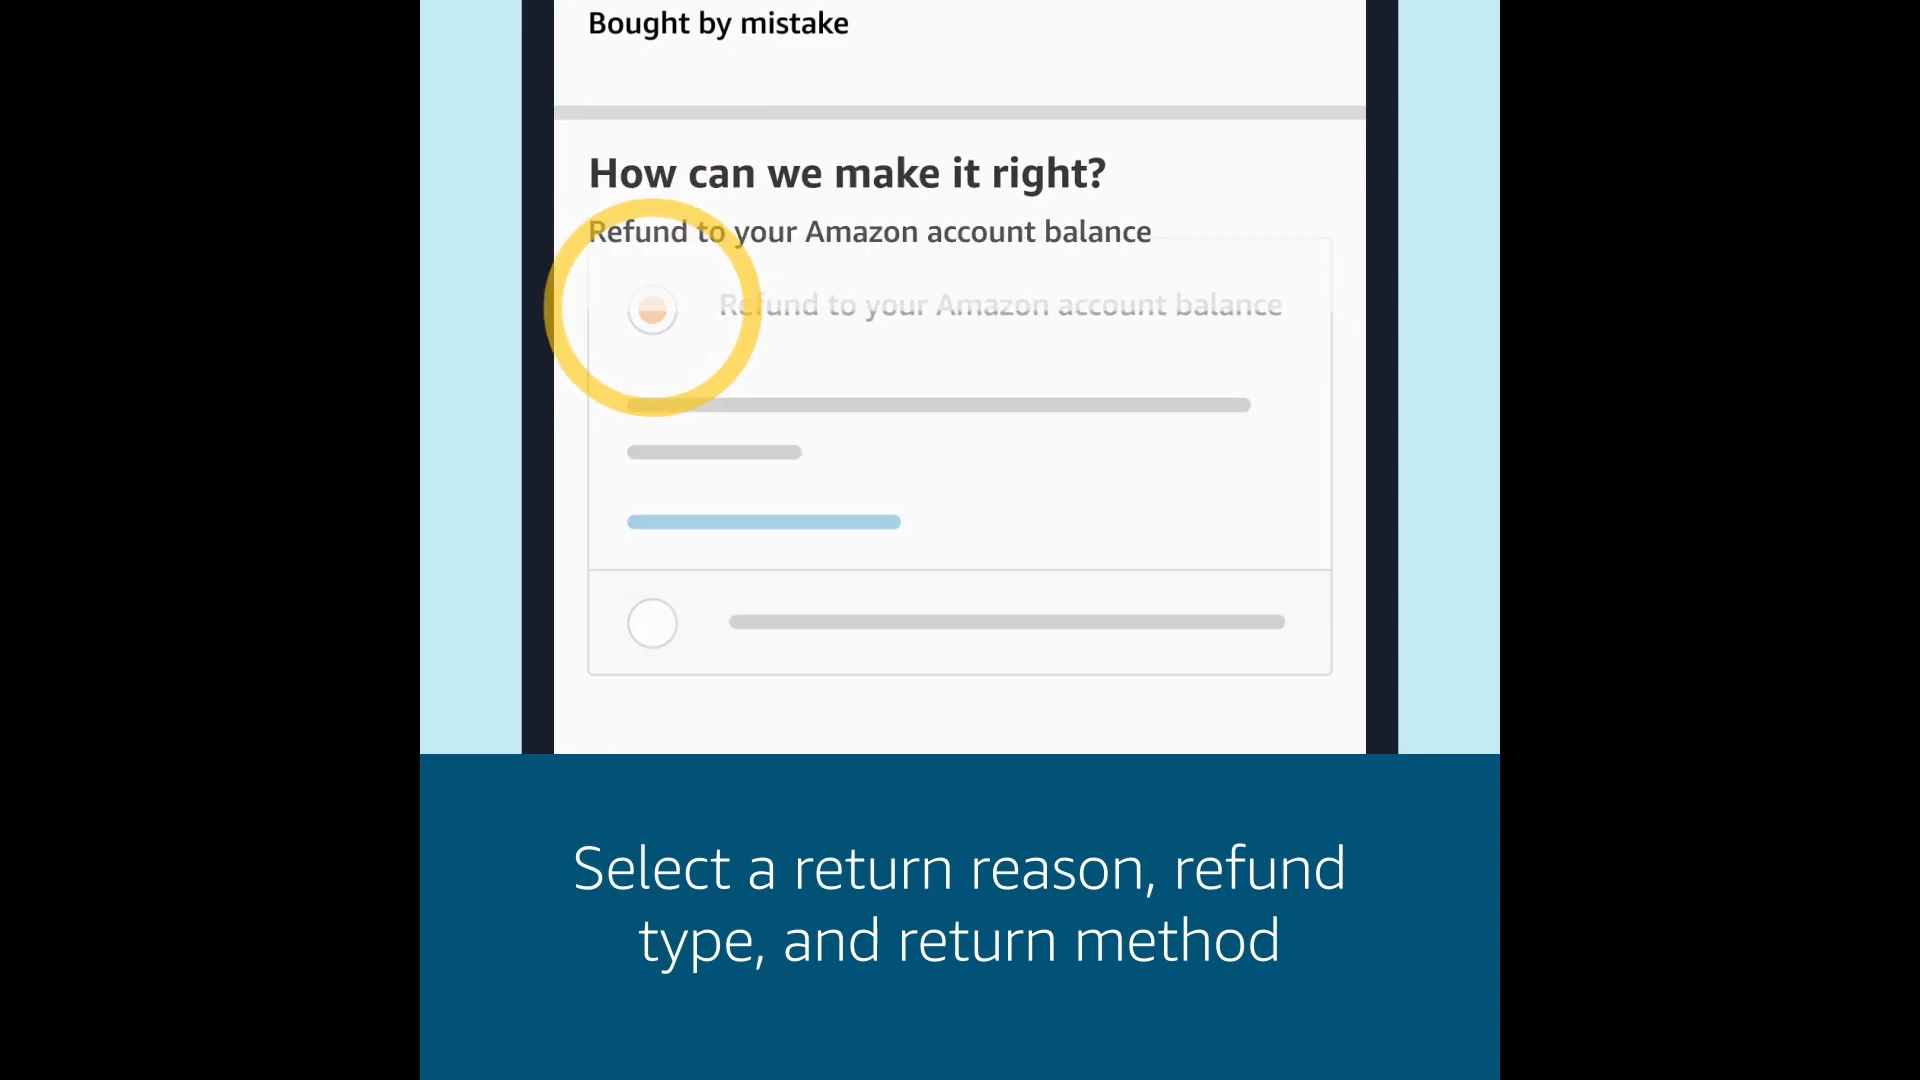 Bought by mistake
How can we make it right?
Refund to your Amazon account balance
Refund to your Amazon account balance
Select a return reason, refund
type, and return method